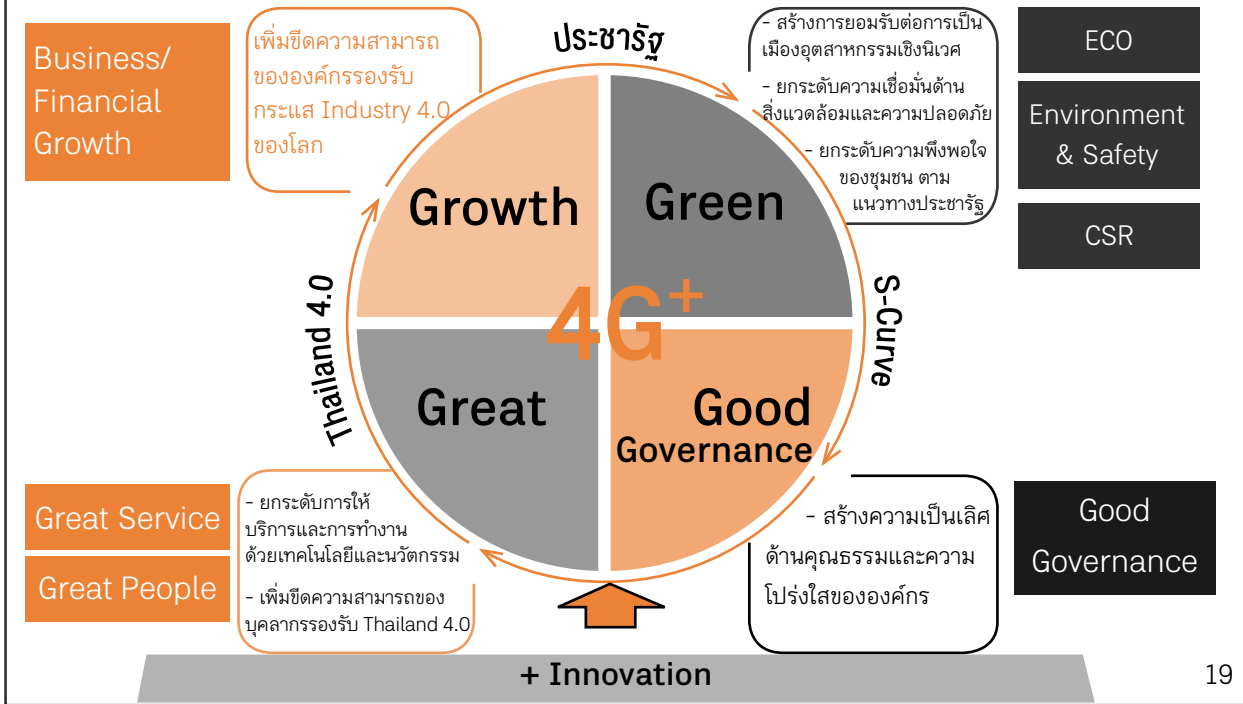 Business/
Financial
Growth
เพิ่มขีดความสามารถ
ขององค์กรรองรับ
กระแส Industry 4.0
ของโลก
ประชารัฐ
- สร้างการยอมรับต่อการเป็น
เมืองอุตสาหกรรมเชิงนิเวศ
- ยกระดับความเชื่อมั่นด้าน
สิ่งแวดล้อมและความปลอดภัย
- ยกระดับความพึงพอใจ
ของชุมชน ตาม
แนวทางประชารัฐ
ECO
Environment
& Safety
CSR
Growth
Green
Thailand 4.0
4G+
S-Curve
Great
Good
Governance
Great Service
Great People
- ยกระดับการให้
บริการและการทำงาน
ด้วยเทคโนโลยีและนวัตกรรม
- เพิ่มขีดความสามารถของ
บุคลากรรองรับ Thailand 4.0
- สร้างความเป็นเลิศ
ด้านคุณธรรมและความ
โปร่งใสขององค์กร
Good
Governance
+ Innovation
19